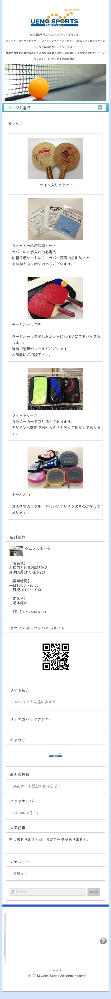 Let's Ping Pong!
UENO SPORTS
有限会社 ウエノスポーツ
卓球用品専門店ウエノスポーツへようこそ！
ラケット・ラバー・シューズ・ウェア・ボール・メンテナンス用品・アクセサリー・グ
ッズなど卓球用品のことなら当店へ！
静岡県西部地区有数の品揃えと抱負な知識と経験で初心者から上級者までをサポートい
たします。【バタフライ特別会員店】
ページを選択
ラケット
サイン入りラケット
TSP
各メーカー粘着保護シート
ラバーのお手入れの必需品！
粘着保護シートは主にラバー表面の劣化防止と
不純物を取り除く商品もございます。
ラージボール用品
ラージボールを楽しみたい方にも適切にアドバイス致
します。
特有の道具やルールがございます。
お気軽にご相談下さい。
ラケットケース
各種メーカーを取り揃えております。
デザインも斬新で形や大きさも色々ご用意しておりま
す。
ボール入れ
お洒落でカラフル、かわいいデザインのものが揃って
おります。
店舗情報
ウエノスポーツ
【所在地】
浜松市西区馬郡町6042
JR舞阪駅より徒歩2分
【営業時間】
平日10:00〜20:00
土日祝10:00〜19:00
【定休日】
毎週水曜日
【TEL】053-592-0171
ウエノスポーツモバイルサイト
サイト紹介
このサイトを友達に教える
メルマガバックナンバー
ギャラリー
UENO SPORTS
最近の投稿
Webサイト開設のお知らせ！
バックナンバー
2013年12月 (1)
人気記事
申し訳ありませんが、まだデータがありません。
カテゴリー
お知らせ
Search
Search
(c) 2013 Ueno Sports All rights reserved